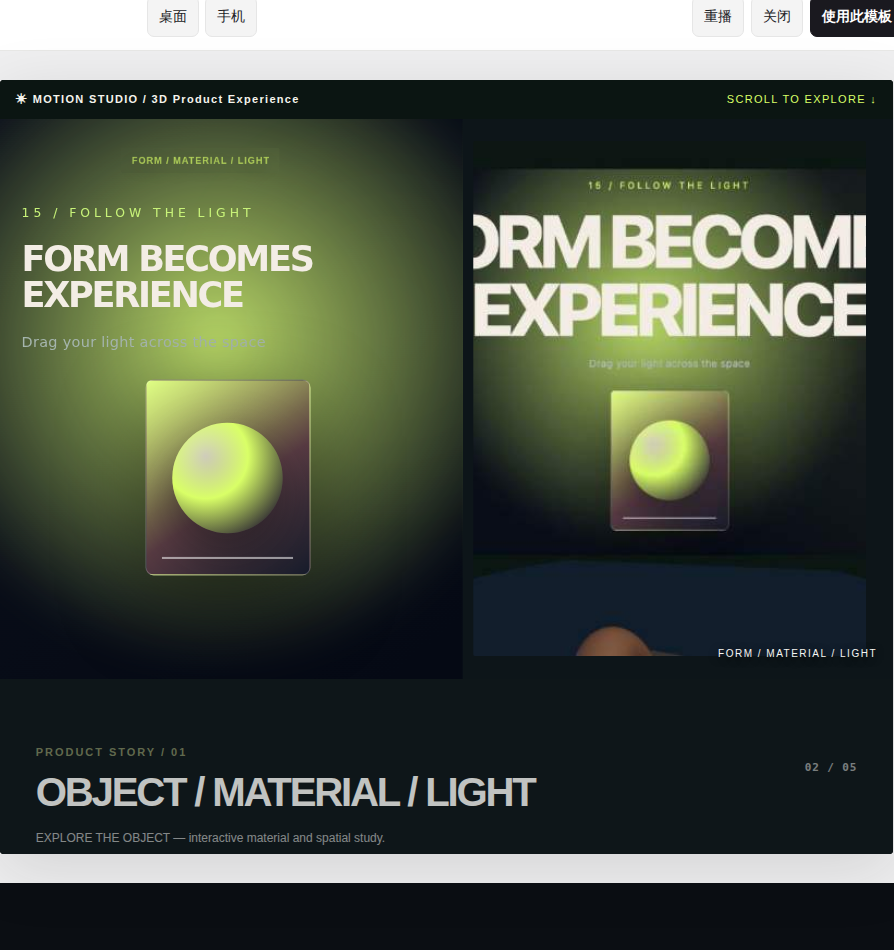 桌面
手机
重播
关闭
使用此模板
☀ MOTION STUDIO / 3D Product Experience
SCROLL TO EXPLORE ↓
FORM / MATERIAL / LIGHT
15 / FOLLOW THE LIGHT
FORM BECOMES
EXPERIENCE
Drag your light across the space
16 / FOLLOW THE LIGHT
ORM BECOME
EXPERIENCE
Drag your light across the space
FORM / MATERIAL / LIGHT
PRODUCT STORY / 01
OBJECT / MATERIAL / LIGHT
02 / 05
EXPLORE THE OBJECT — interactive material and spatial study.